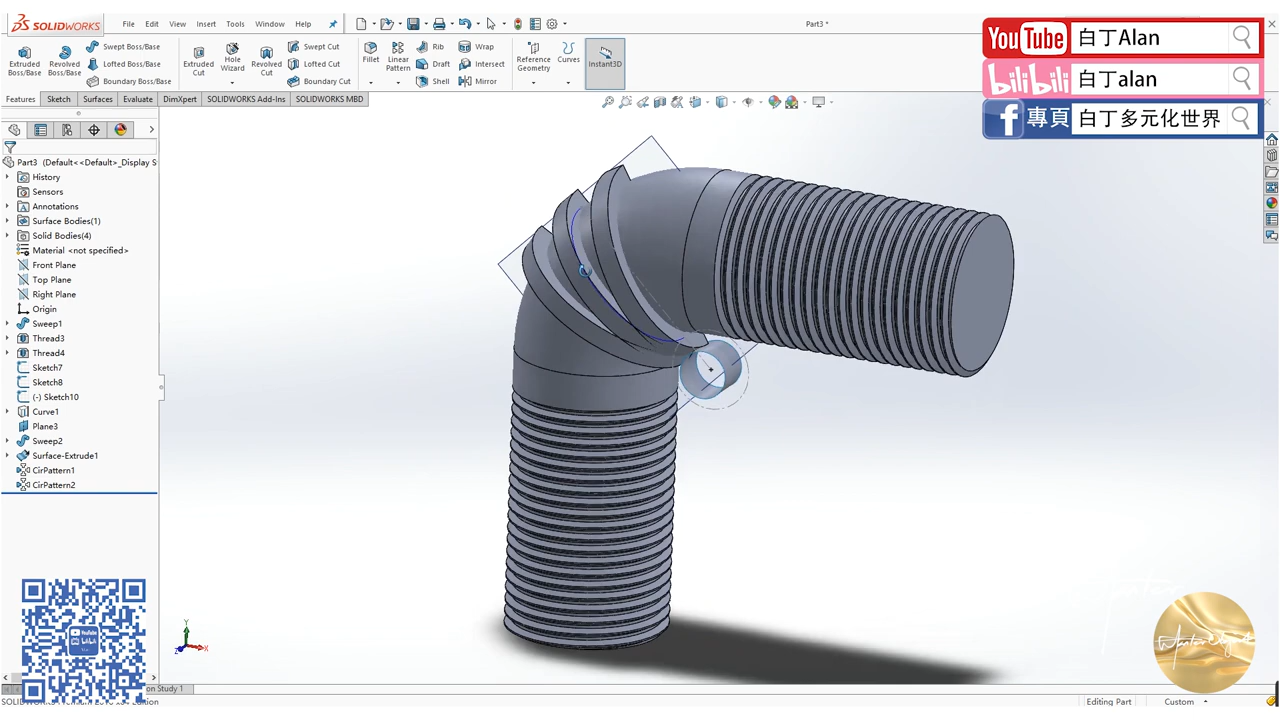 SOLIDWORKS
File Edit View Insert Tools Window Help
Part3 *
Extruded Boss/Base
Revolved Boss/Base
Swept Boss/Base
Lofted Boss/Base
Boundary Boss/Base
Extruded Cut
Hole Wizard
Revolved Cut
Swept Cut
Lofted Cut
Boundary Cut
Fillet
Linear Pattern
Rib
Draft
Shell
Wrap
Intersect
Mirror
Reference Geometry
Curves
Instant3D
Features Sketch Surfaces Evaluate DimXpert SOLIDWORKS Add-Ins SOLIDWORKS MBD
YouTube 白丁Alan
bilibili 白丁alan
f 專頁 白丁多元化世界
Part3 (Default<<Default>_Display S
History
Sensors
Annotations
Surface Bodies(1)
Solid Bodies(4)
Material <not specified>
Front Plane
Top Plane
Right Plane
Origin
Sweep1
Thread3
Thread4
Sketch7
Sketch8
(-) Sketch10
Curve1
Plane3
Sweep2
Surface-Extrude1
CirPattern1
CirPattern2
Y
X
Z
on Study 1
Editing Part
Custom